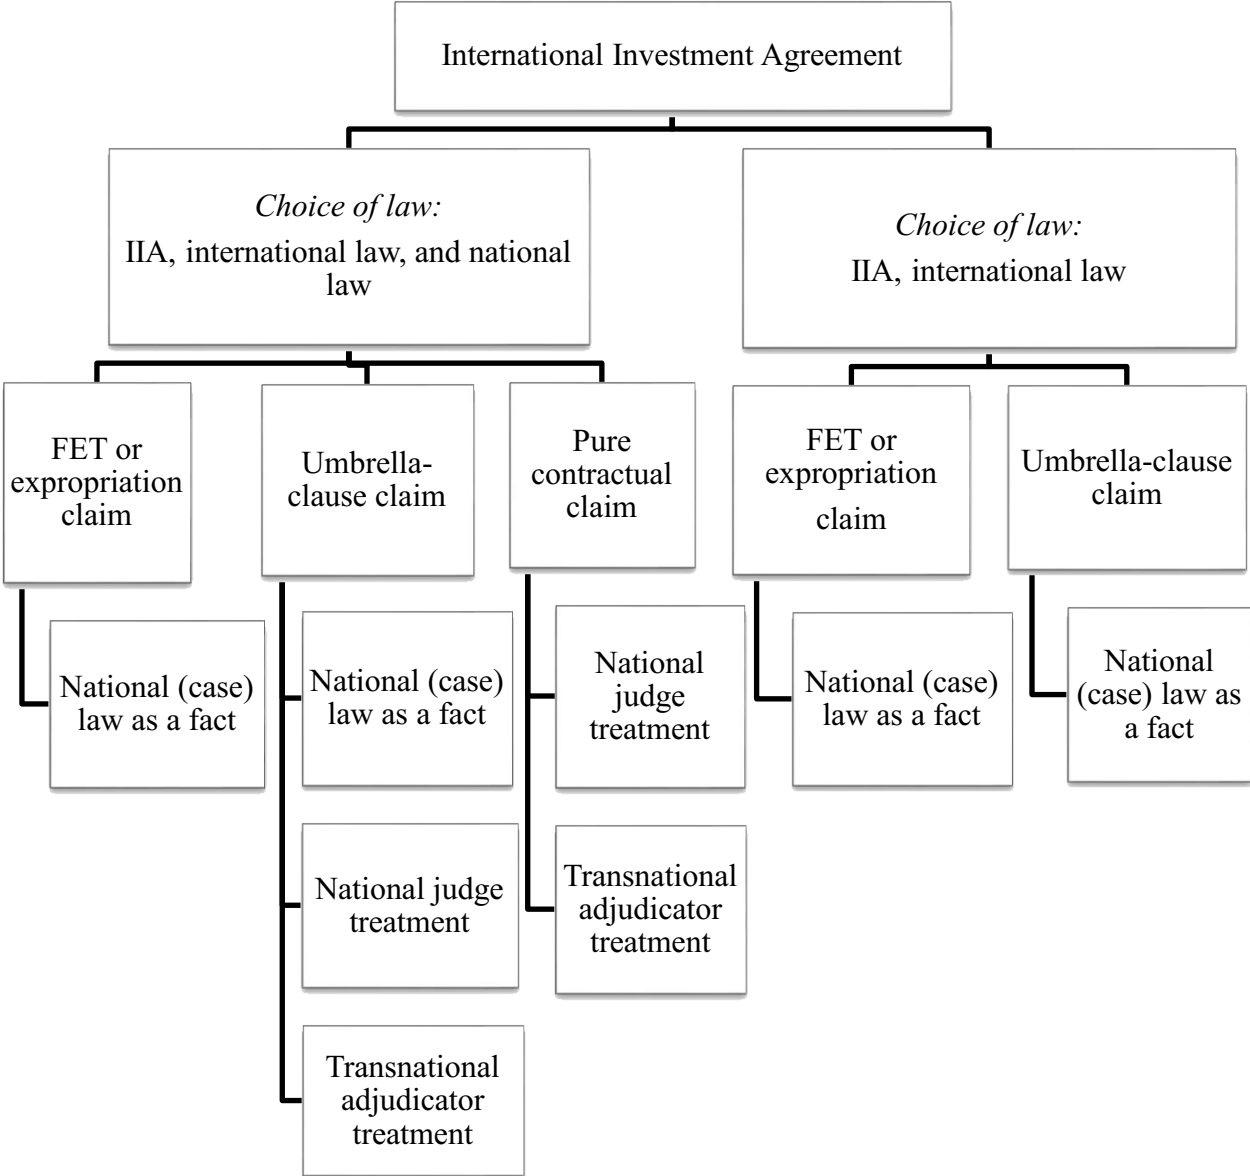 International Investment Agreement
Choice of law:
IIA, international law, and national
law
Choice of law:
IIA, international law
FET or
expropriation
claim
Umbrella-
clause claim
Pure
contractual
claim
FET or
expropriation
claim
Umbrella-clause
claim
National (case)
law as a fact
National (case)
law as a fact
National
judge
treatment
National (case)
law as a fact
National
(case) law as
a fact
National judge
treatment
Transnational
adjudicator
treatment
Transnational
adjudicator
treatment